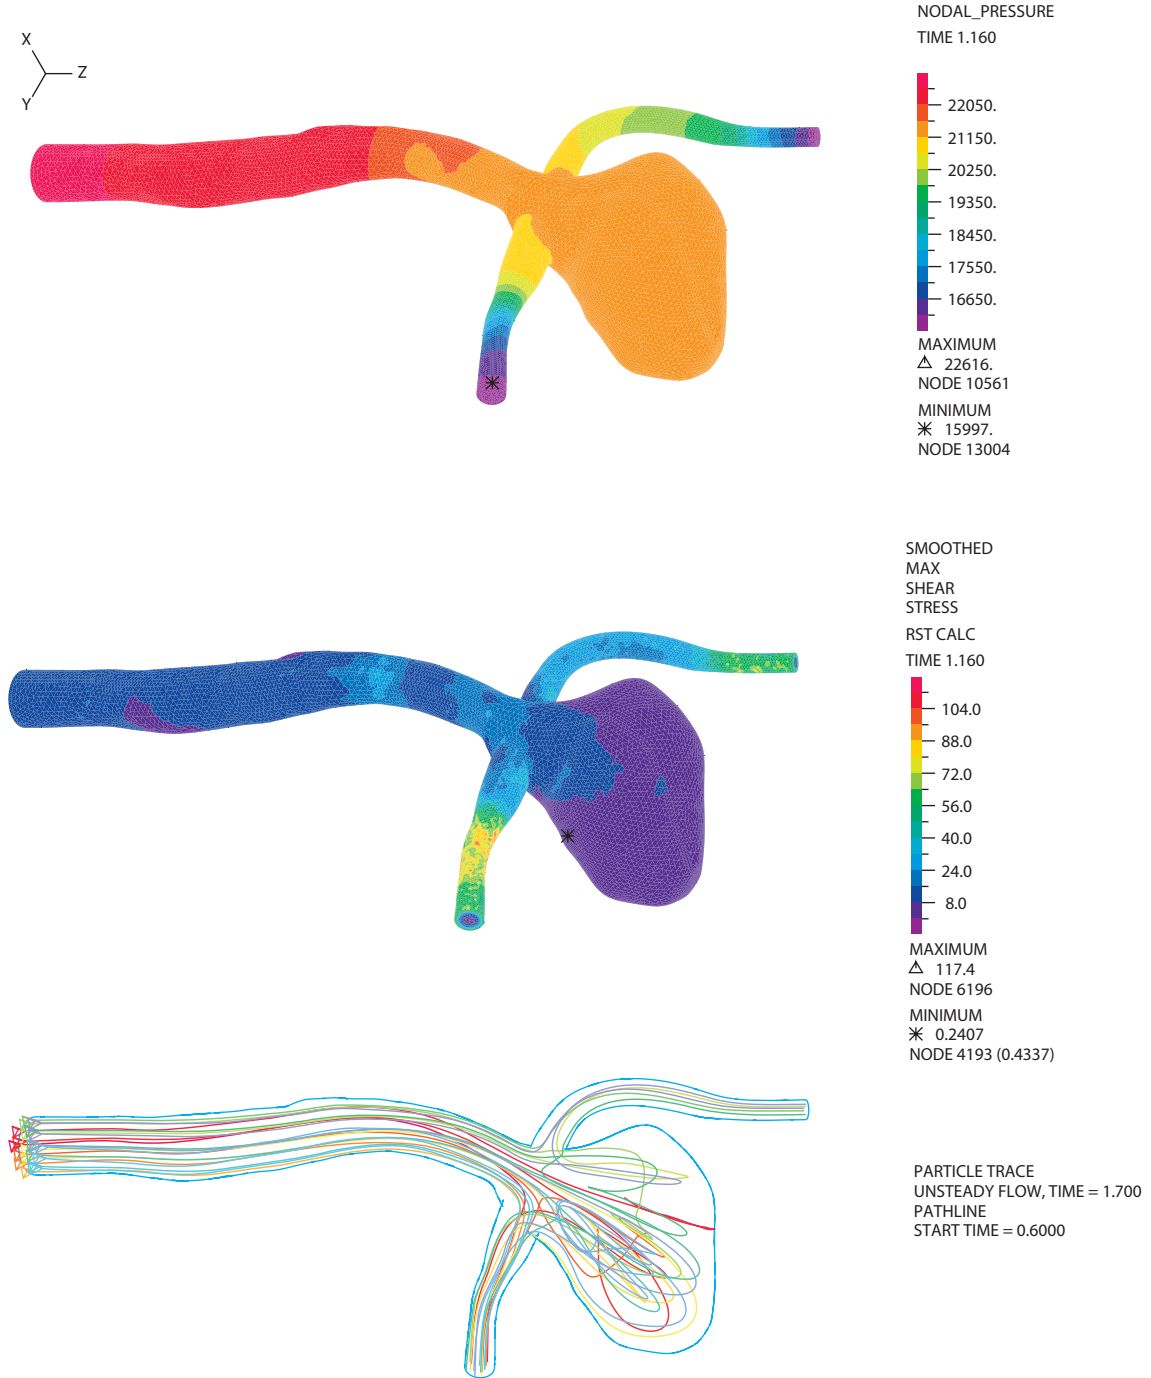 NODAL_PRESSURE
TIME 1.160
X
Z
Y
22050.
21150.
20250.
19350.
18450.
17550.
16650.
MAXIMUM
22616.
NODE 10561
MINIMUM
15997.
NODE 13004
SMOOTHED
MAX
SHEAR
STRESS
RST CALC
TIME 1.160
104.0
88.0
72.0
56.0
40.0
24.0
8.0
MAXIMUM
117.4
NODE 6196
MINIMUM
0.2407
NODE 4193 (0.4337)
PARTICLE TRACE
UNSTEADY FLOW, TIME = 1.700
PATHLINE
START TIME = 0.6000